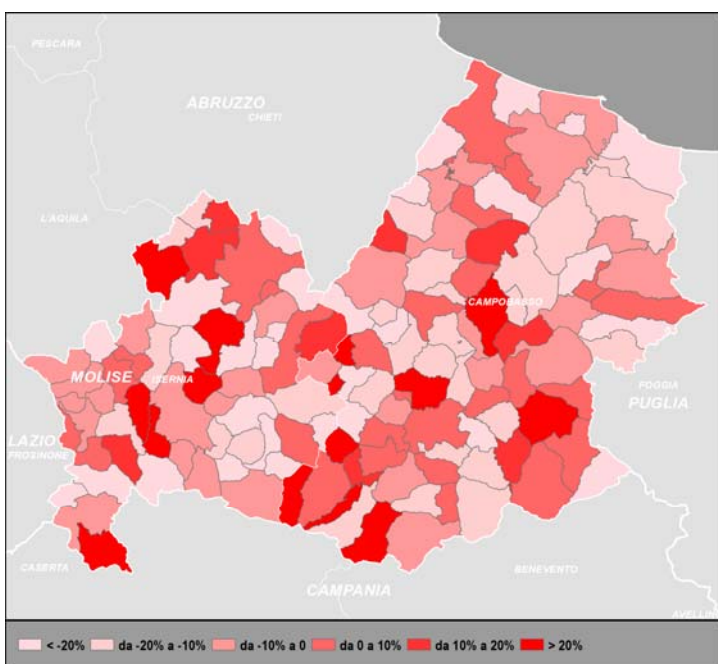 PESCARA
ABRUZZO
CHIETI
L'AQUILA
CAMPOBASSO
MOLISE
ISERNIA
FOGGIA
PUGLIA
LAZIO
FROSINONE
CASERTA
CAMPANIA
BENEVENTO
AVELLINO
< -20% da -20% a -10% da -10% a 0 da 0 a 10% da 10% a 20% > 20%